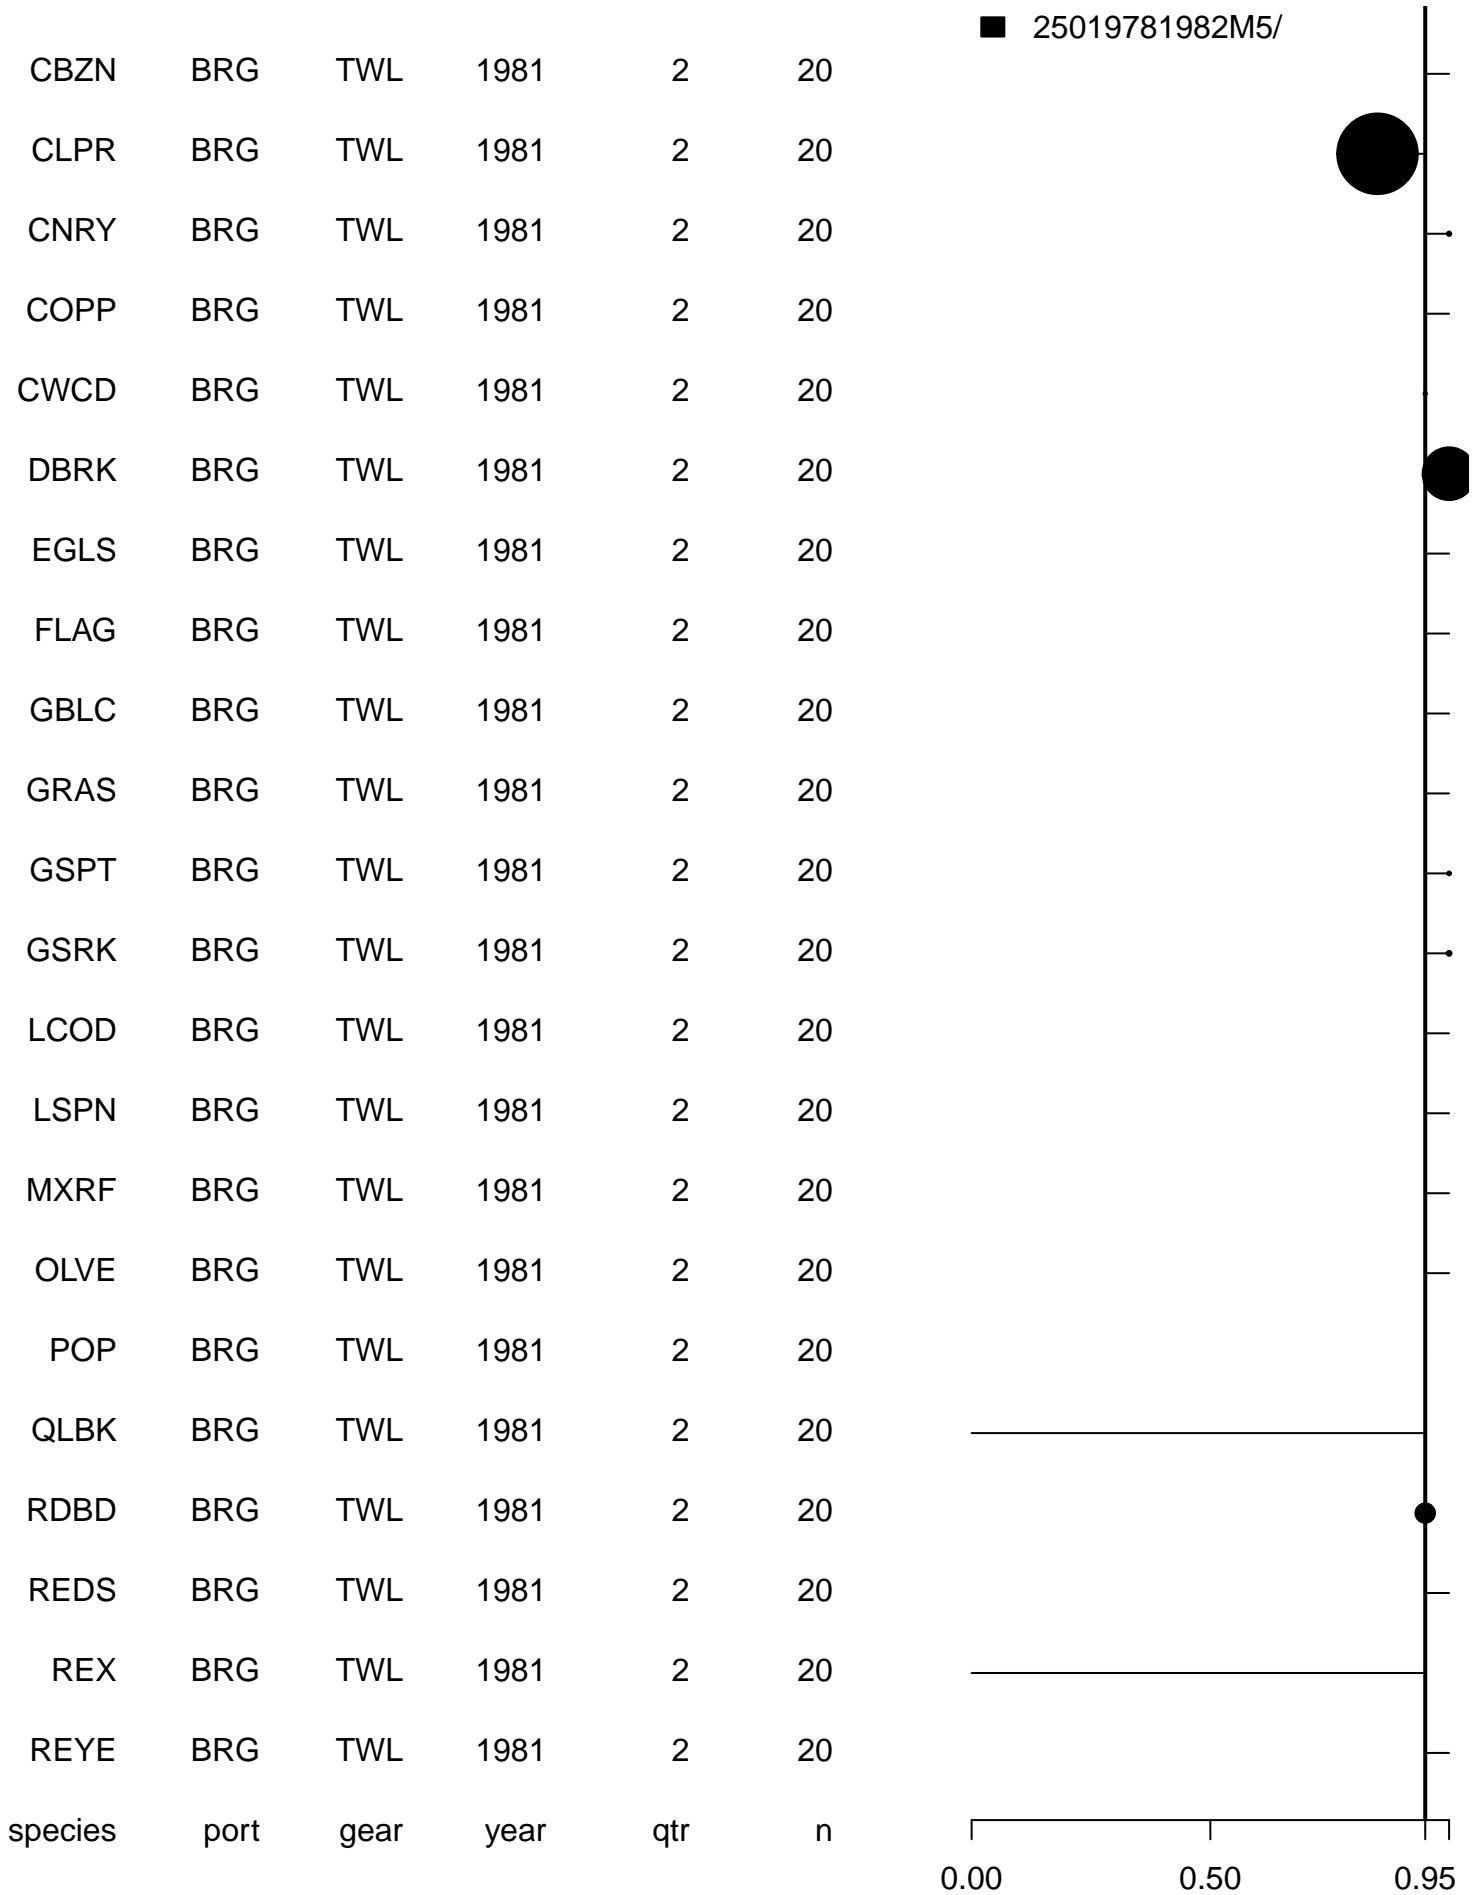 25019781982M5/
CBZN BRG TWL 1981 2 20
CLPR BRG TWL 1981 2 20
CNRY BRG TWL 1981 2 20
COPP BRG TWL 1981 2 20
CWCD BRG TWL 1981 2 20
DBRK BRG TWL 1981 2 20
EGLS BRG TWL 1981 2 20
FLAG BRG TWL 1981 2 20
GBLC BRG TWL 1981 2 20
GRAS BRG TWL 1981 2 20
GSPT BRG TWL 1981 2 20
GSRK BRG TWL 1981 2 20
LCOD BRG TWL 1981 2 20
LSPN BRG TWL 1981 2 20
MXRF BRG TWL 1981 2 20
OLVE BRG TWL 1981 2 20
POP BRG TWL 1981 2 20
QLBK BRG TWL 1981 2 20
RDBD BRG TWL 1981 2 20
REDS BRG TWL 1981 2 20
REX BRG TWL 1981 2 20
REYE BRG TWL 1981 2 20
species port gear year qtr n
0.00 0.50 0.95